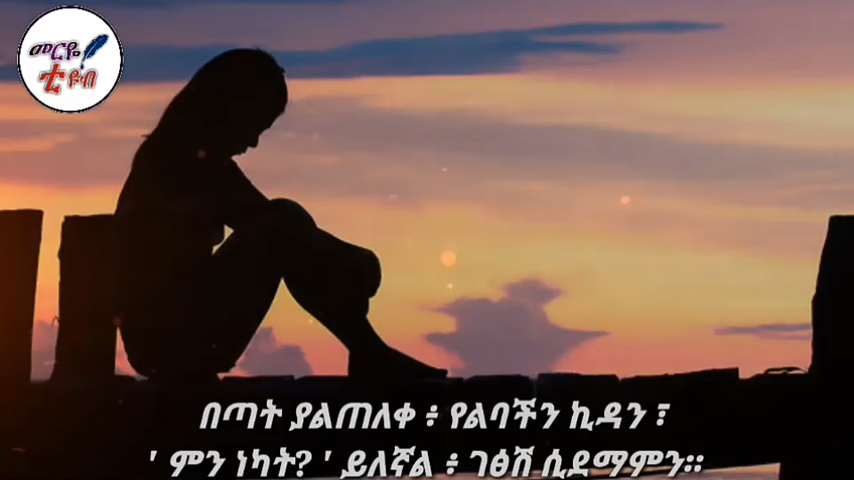 መርዬ
ቲዩብ
በጣት ያልጠለቀ ፥ የልባችን ኪዳን ፣
' ምን ነካት? ' ይለኛል ፥ ገፅሽ ሲደማምን።